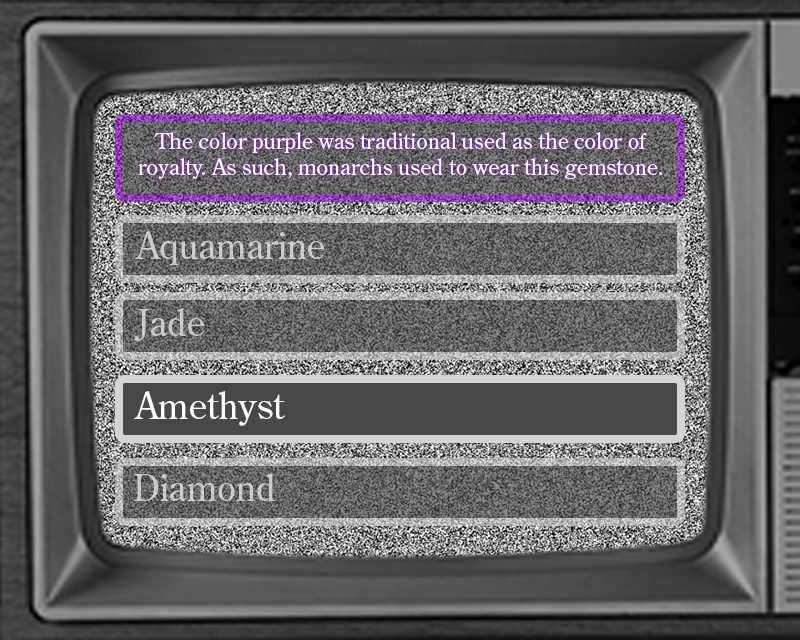 The color purple was traditional used as the color of
royalty. As such, monarchs used to wear this gemstone.
Aquamarine
Jade
Amethyst
Diamond